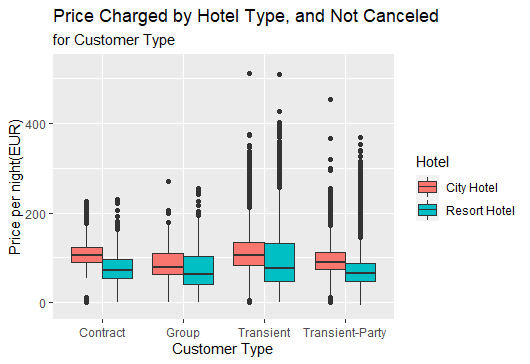 Price Charged by Hotel Type, and Not Canceled
for Customer Type
Price per night(EUR)
400
200
0
Contract
Group
Transient
Transient-Party
Customer Type
Hotel
City Hotel
Resort Hotel